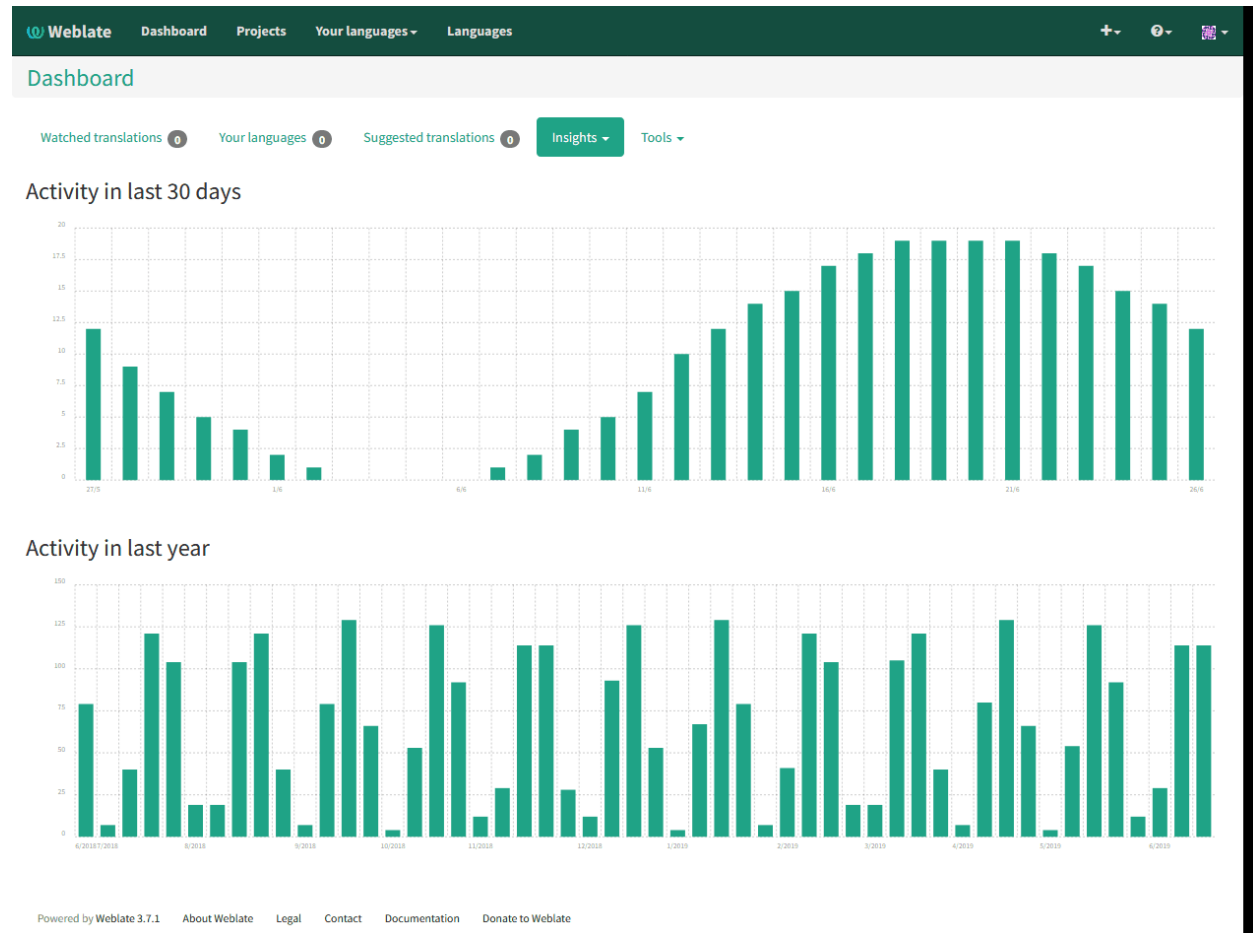 Weblate Dashboard Projects Your languages Languages
Dashboard
Watched translations 0 Your languages 0 Suggested translations 0 Insights Tools
Activity in last 30 days
20
17.5
15
12.5
10
7.5
5
2.5
0
27/5 1/6 6/6 11/6 16/6 21/6 26/6
Activity in last year
150
125
100
75
50
25
0
6/2018 7/2018 8/2018 9/2018 10/2018 11/2018 12/2018 1/2019 2/2019 3/2019 4/2019 5/2019 6/2019
Powered by Weblate 3.7.1 About Weblate Legal Contact Documentation Donate to Weblate